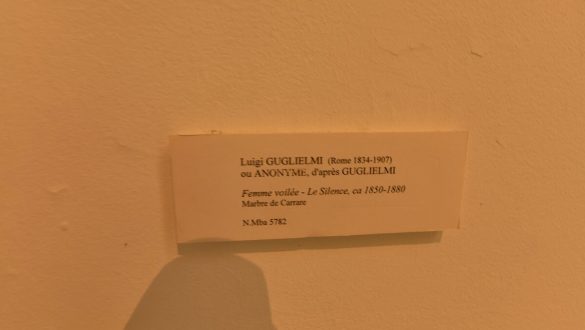 Luigi GUGLIELMI (Rome 1834-1907)
ou ANONYME, d'après GUGLIELMI
Femme voilée - Le Silence, ca 1850-1880
Marbre de Carrare
N.Mba 5782